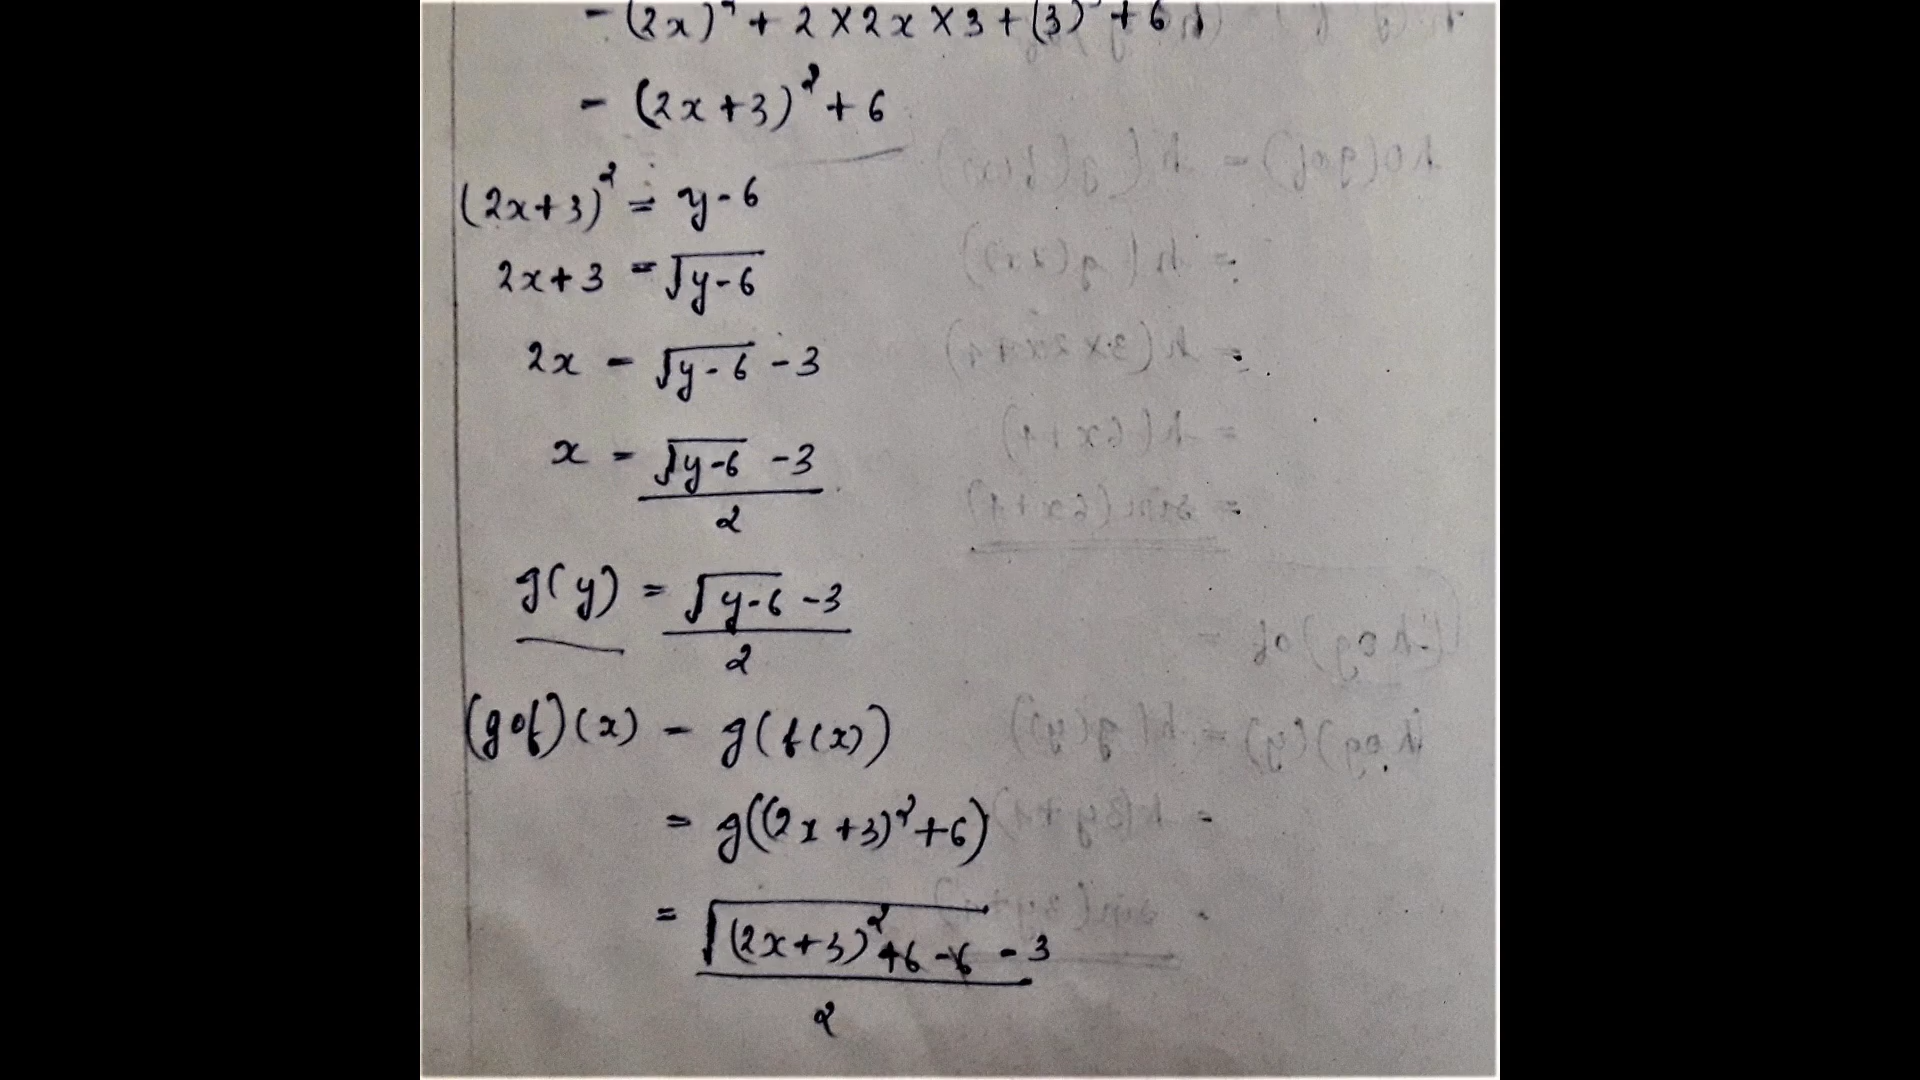 = (2x)² + 2×2x×3 + (3)² + 6
= (2x+3)² + 6
(2x+3)² = y-6
2x+3 = √(y-6)
2x = √(y-6) - 3
x = (√(y-6) - 3)/2
g(y) = (√(y-6) - 3)/2
(gof)(x) = g(f(x))
= g((2x+3)²+6)
= (√((2x+3)²+6-6) - 3)/2